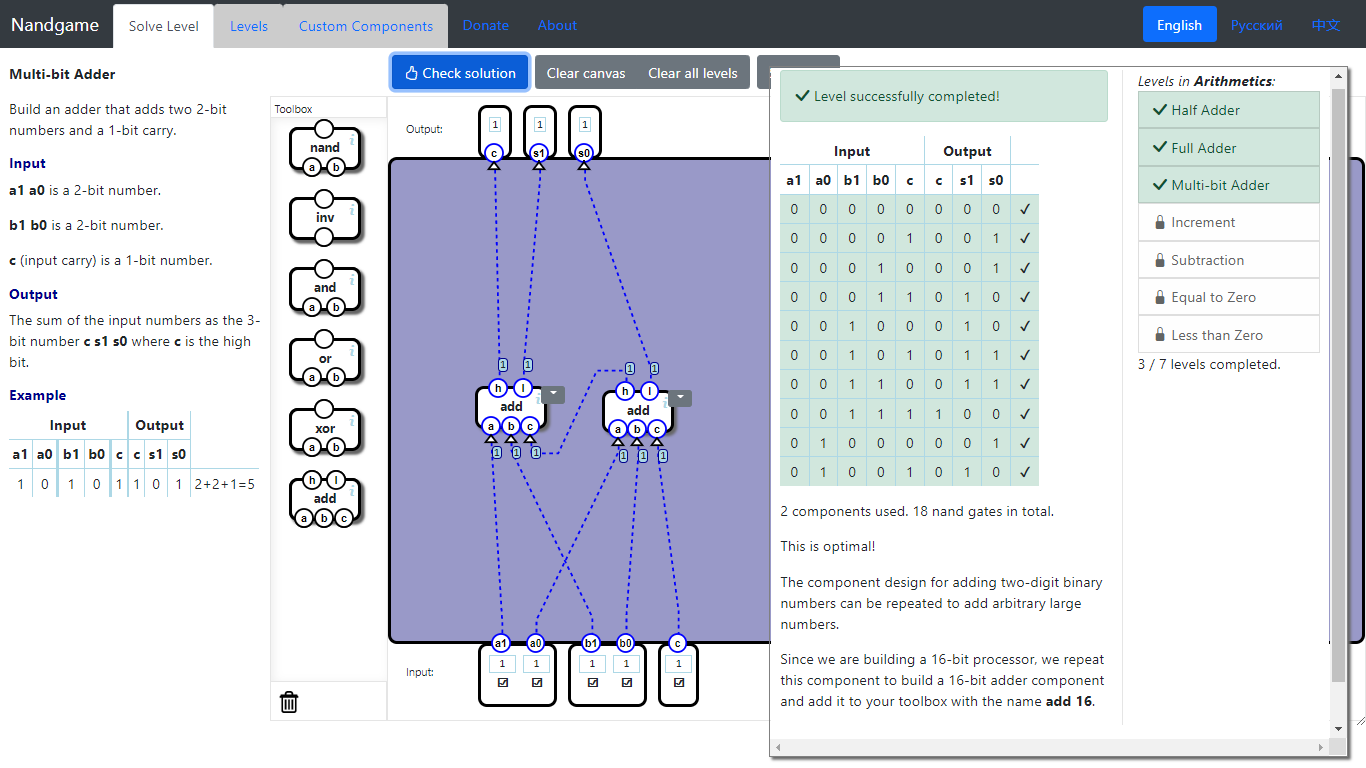 Nandgame
Solve Level
Levels
Custom Components
Donate
About
English
Русский
中文
Multi-bit Adder
Build an adder that adds two 2-bit
numbers and a 1-bit carry.
Input
a1 a0 is a 2-bit number.
b1 b0 is a 2-bit number.
c (input carry) is a 1-bit number.
Output
The sum of the input numbers as the 3-
bit number c s1 s0 where c is the high
bit.
Example
Input Output
a1 a0 b1 b0 c c s1 s0
1 0 1 0 1 1 0 1 2+2+1=5
Check solution
Clear canvas
Clear all levels
Toolbox
nand
i
a b
inv
i
and
i
a b
or
i
a b
xor
i
a b
h l
add
i
a b c
Output:
1 1 1
c s1 s0
1 1 1 1
h l h l
add i add i
a b c a b c
1 1 1 1 1 1
a1 a0 b1 b0 c
Input:
1 1 1 1 1
Level successfully completed!
Input Output
a1 a0 b1 b0 c c s1 s0
0 0 0 0 0 0 0 0 ✓
0 0 0 0 1 0 0 1 ✓
0 0 0 1 0 0 0 1 ✓
0 0 0 1 1 0 1 0 ✓
0 0 1 0 0 0 1 0 ✓
0 0 1 0 1 0 1 1 ✓
0 0 1 1 0 0 1 1 ✓
0 0 1 1 1 1 0 0 ✓
0 1 0 0 0 0 0 1 ✓
0 1 0 0 1 0 1 0 ✓
2 components used. 18 nand gates in total.
This is optimal!
The component design for adding two-digit binary
numbers can be repeated to add arbitrary large
numbers.
Since we are building a 16-bit processor, we repeat
this component to build a 16-bit adder component
and add it to your toolbox with the name add 16.
Levels in Arithmetics:
Half Adder
Full Adder
Multi-bit Adder
Increment
Subtraction
Equal to Zero
Less than Zero
3 / 7 levels completed.